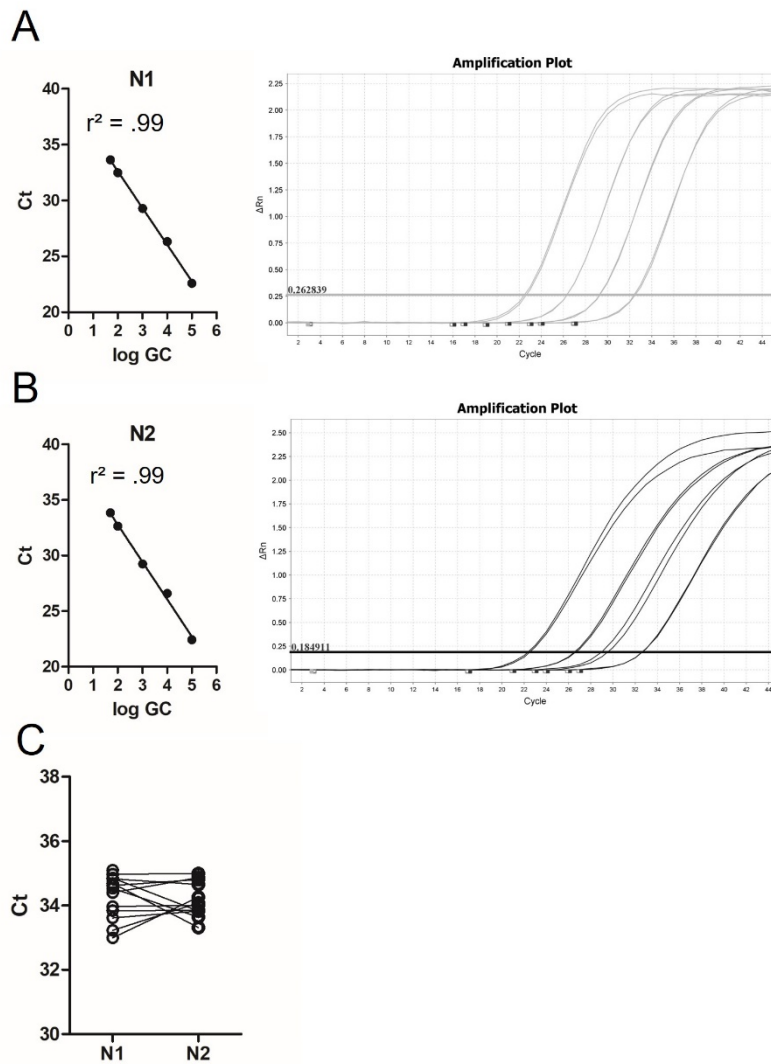 A
N1
r² = .99
40
35
30
25
20
Ct
0 1 2 3 4 5 6
log GC
Amplification Plot
2.25
2.00
1.75
1.50
1.25
1.00
0.75
0.50
0.25
0.00
ΔRn
0.262839
2 4 6 8 10 12 14 16 18 20 22 24 26 28 30 32 34 36 38 40 42 44
Cycle
B
N2
r² = .99
40
35
30
25
20
Ct
0 1 2 3 4 5 6
log GC
Amplification Plot
2.50
2.25
2.00
1.75
1.50
1.25
1.00
0.75
0.50
0.25
0.00
ΔRn
0.184911
2 4 6 8 10 12 14 16 18 20 22 24 26 28 30 32 34 36 38 40 42 44
Cycle
C
38
36
34
32
30
Ct
N1 N2